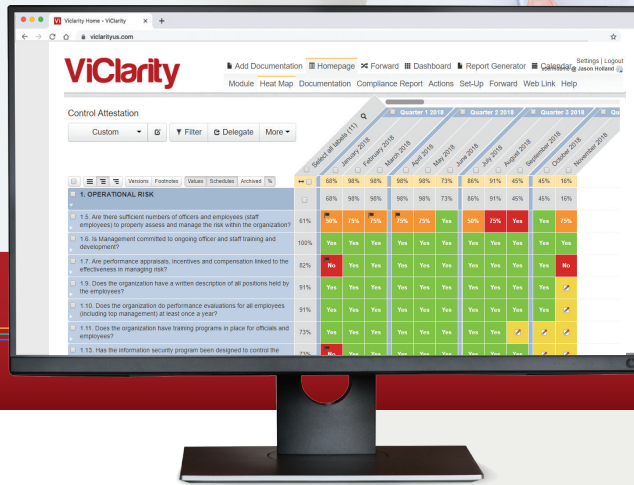 Vi ViClarity Home - ViClarity × +
viclarityus.com
ViClarity
Add Documentation Homepage Forward Dashboard Report Generator Calendar
Settings | Logout
Jason Holland
Module Heat Map Documentation Compliance Report Actions Set-Up Forward Web Link Help
Control Attestation
Custom Filter Delegate More
Select all labels (11)
Quarter 1 2018 Quarter 2 2018 Quarter 3 2018
January 2018 February 2018 March 2018 April 2018 May 2018 June 2018 July 2018 August 2018 September 2018 October 2018 November 2018
Versions Footnotes Values Schedules Archived %
68% 98% 98% 98% 98% 73% 86% 91% 45% 45% 16%
1. OPERATIONAL RISK 68% 98% 98% 98% 98% 73% 86% 91% 45% 45% 16%
1.5. Are there sufficient numbers of officers and employees (staff
employees) to properly assess and manage the risk within the organization?
61% 50% 75% 75% 75% 75% Yes 50% 75% Yes Yes 75%
1.6. Is Management committed to ongoing officer and staff training and
development?
100% Yes Yes Yes Yes Yes Yes Yes Yes Yes Yes Yes
1.7. Are performance appraisals, incentives and compensation linked to the
effectiveness in managing risk?
82% No Yes Yes Yes Yes Yes Yes Yes Yes Yes No
1.9. Does the organization have a written description of all positions held by
the employees?
91% Yes Yes Yes Yes Yes Yes Yes Yes Yes Yes
1.10. Does the organization do performance evaluations for all employees
(including top management) at least once a year?
91% Yes Yes Yes Yes Yes Yes Yes Yes Yes Yes
1.11. Does the organization have training programs in place for officials and
employees?
73% Yes Yes Yes Yes Yes Yes Yes Yes
1.13. Has the information security program been designed to control the
73% No Yes Yes Yes Yes Yes Yes Yes Yes